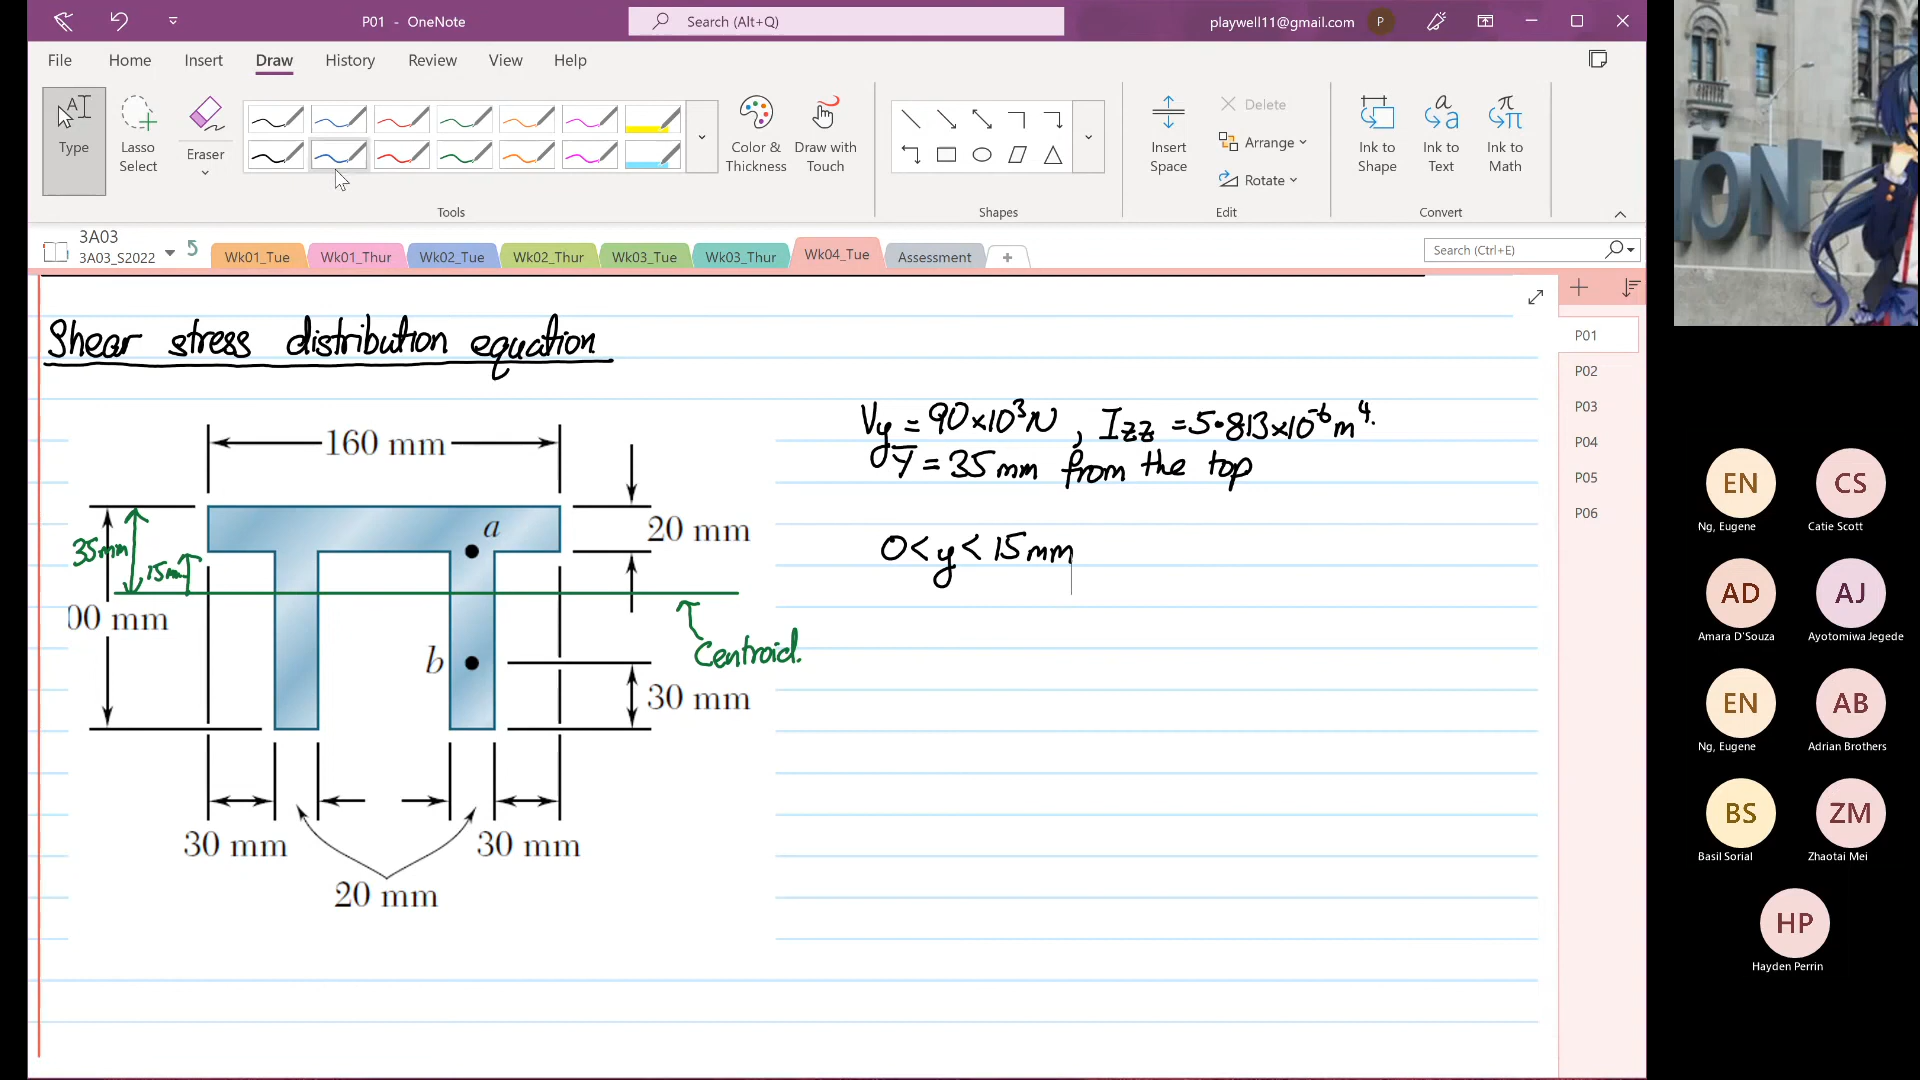 P01 - OneNote
Search (Alt+Q)
playwell11@gmail.com
P
File Home Insert Draw History Review View Help
Type
Lasso Select
Eraser
Color & Thickness
Draw with Touch
Insert Space
Delete
Arrange
Rotate
Ink to Shape
Ink to Text
Ink to Math
Tools
Shapes
Edit
Convert
3A03
3A03_S2022
Wk01_Tue Wk01_Thur Wk02_Tue Wk02_Thur Wk03_Tue Wk03_Thur Wk04_Tue Assessment
Search (Ctrl+E)
P01
P02
P03
P04
P05
P06
Shear stress distribution equation
160 mm
20 mm
a
35mm
15mm
00 mm
b
Centroid.
30 mm
30 mm
30 mm
20 mm
Vy = 90×10³N , Izz = 5.813×10⁻⁶m⁴.
Ȳ = 35 mm from the top
0 < y < 15mm
ION
EN
Ng, Eugene
CS
Catie Scott
AD
Amara D'Souza
AJ
Ayotomiwa Jegede
EN
Ng, Eugene
AB
Adrian Brothers
BS
Basil Sorial
ZM
Zhaotai Mei
HP
Hayden Perrin